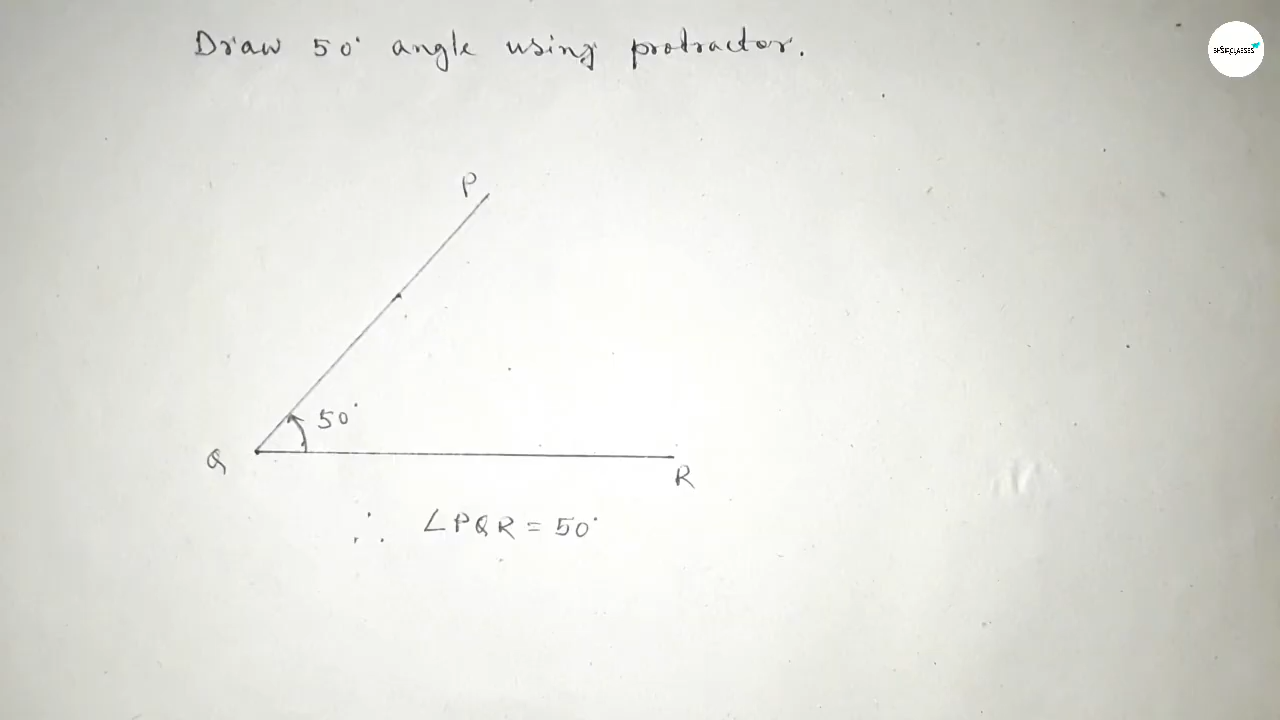 Draw 50° angle using protractor.
P
50°
Q
R
∴ ∠PQR = 50°